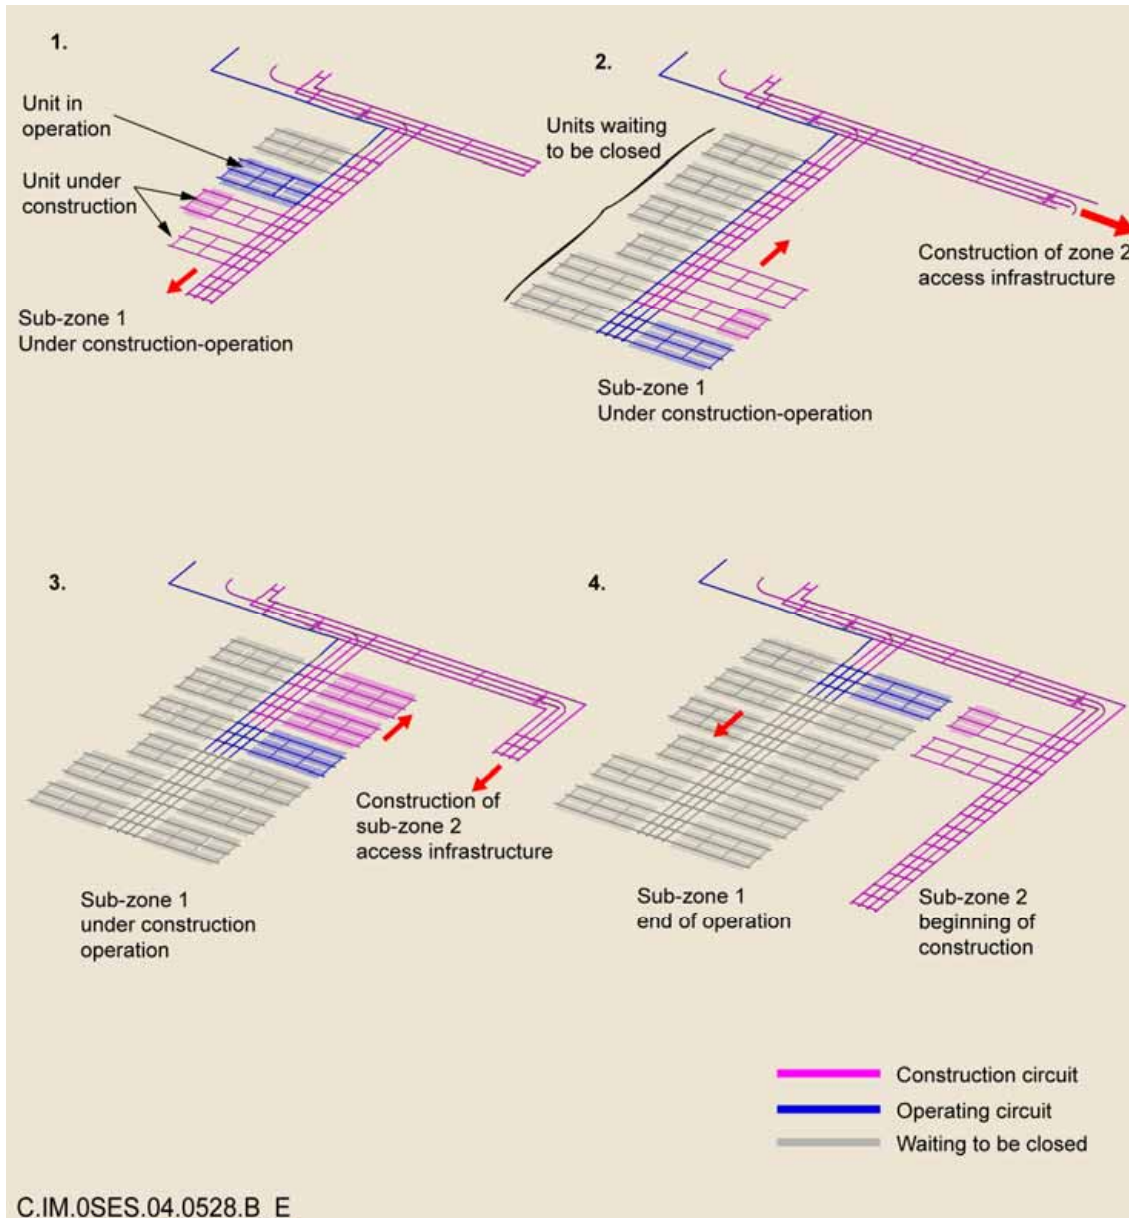 1.
Unit in
operation
Unit under
construction
Sub-zone 1
Under construction-operation
2.
Units waiting
to be closed
Construction of zone 2
access infrastructure
Sub-zone 1
Under construction-operation
3.
Construction of
sub-zone 2
access infrastructure
Sub-zone 1
under construction
operation
4.
Sub-zone 1
end of operation
Sub-zone 2
beginning of
construction
Construction circuit
Operating circuit
Waiting to be closed
C.IM.0SES.04.0528.B E